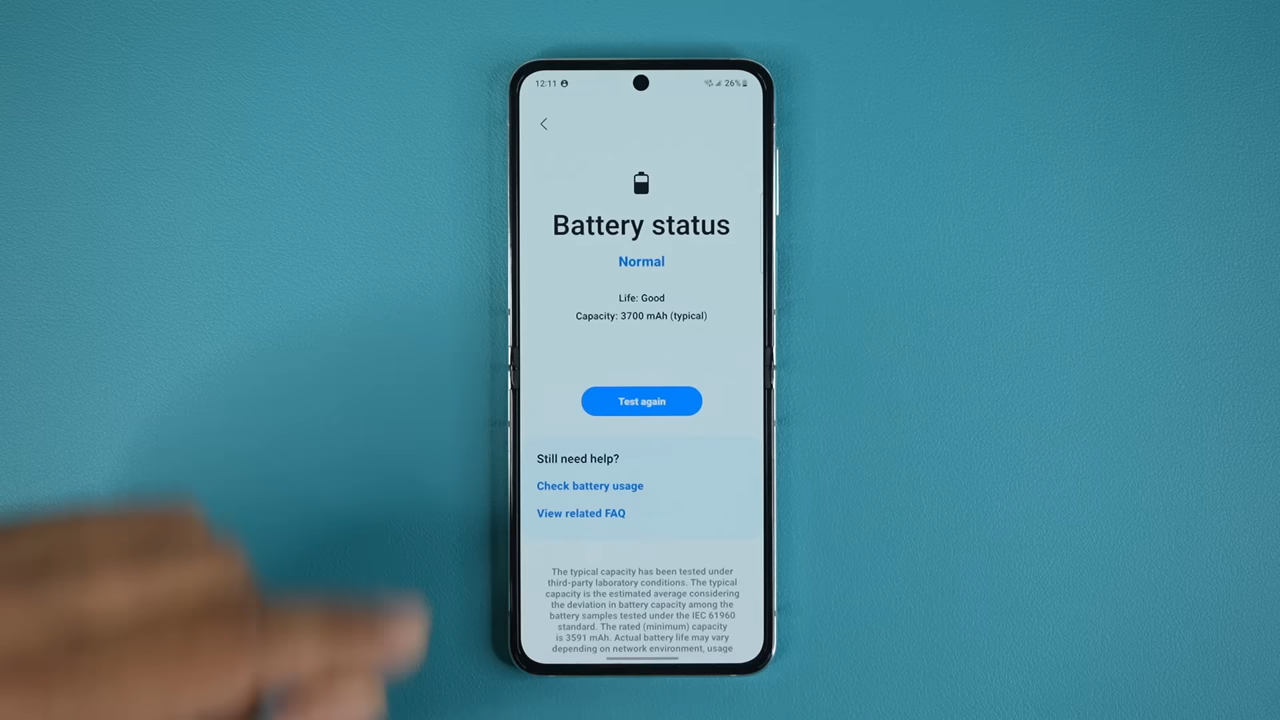 12:11 26%
Battery status
Normal
Life: Good
Capacity: 3700 mAh (typical)
Test again
Still need help?
Check battery usage
View related FAQ
The typical capacity has been tested under
third-party laboratory conditions. The typical
capacity is the estimated average considering
the deviation in battery capacity among the
battery samples tested under the IEC 61960
standard. The rated (minimum) capacity
is 3591 mAh. Actual battery life may vary
depending on network environment, usage